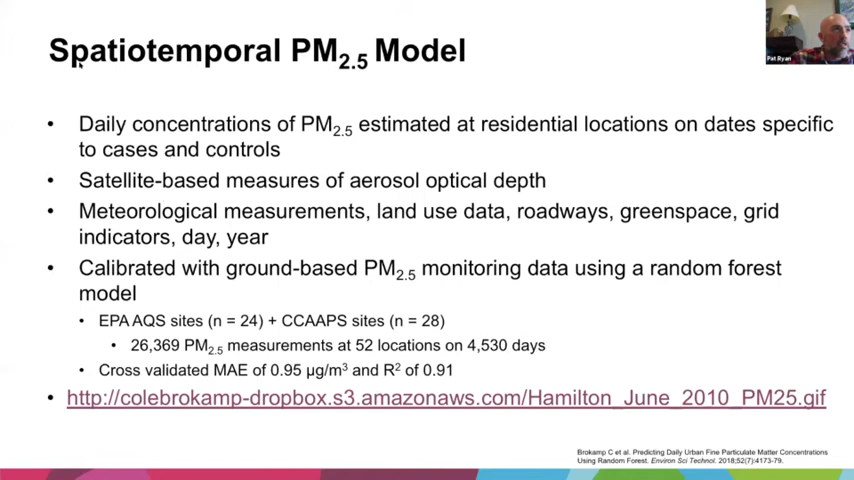 Spatiotemporal PM2.5 Model
Pat Ryan
• Daily concentrations of PM2.5 estimated at residential locations on dates specific
to cases and controls
• Satellite-based measures of aerosol optical depth
• Meteorological measurements, land use data, roadways, greenspace, grid
indicators, day, year
• Calibrated with ground-based PM2.5 monitoring data using a random forest
model
• EPA AQS sites (n = 24) + CCAAPS sites (n = 28)
• 26,369 PM2.5 measurements at 52 locations on 4,530 days
• Cross validated MAE of 0.95 µg/m3 and R2 of 0.91
• http://colebrokamp-dropbox.s3.amazonaws.com/Hamilton_June_2010_PM25.gif
Brokamp C et al. Predicting Daily Urban Fine Particulate Matter Concentrations
Using Random Forest. Environ Sci Technol. 2018;52(7):4173-79.